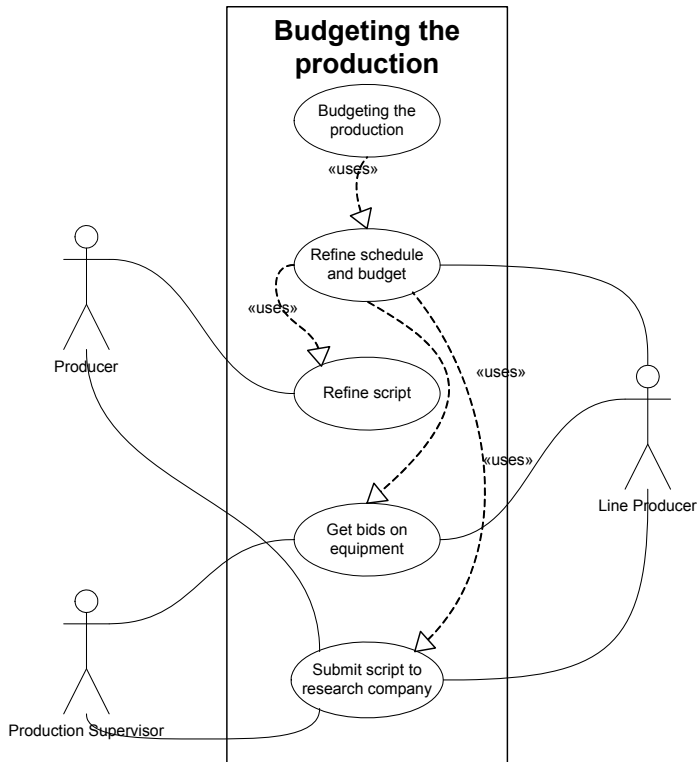 Budgeting the
production
Budgeting the
production
«uses»
Refine schedule
and budget
«uses»
Producer
«uses»
Refine script
«uses»
Line Producer
Get bids on
equipment
Submit script to
research company
Production Supervisor